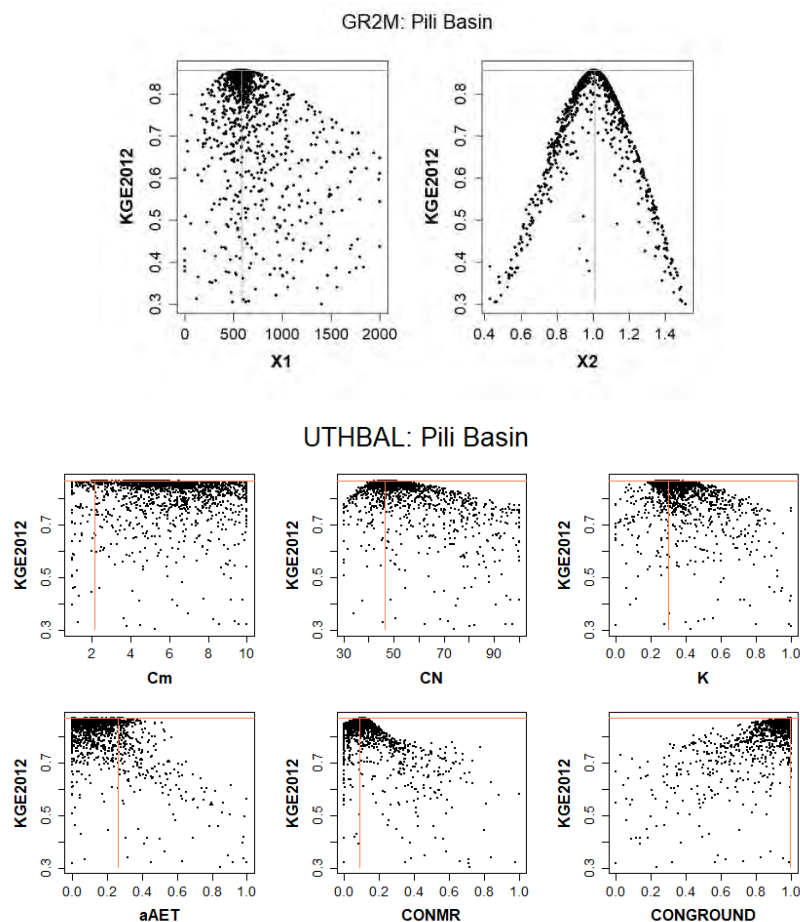 GR2M: Pili Basin
KGE2012
0.3 0.4 0.5 0.6 0.7 0.8
0 500 1000 1500 2000
X1
KGE2012
0.3 0.4 0.5 0.6 0.7 0.8
0.4 0.6 0.8 1.0 1.2 1.4
X2
UTHBAL: Pili Basin
KGE2012
0.3 0.5 0.7
2 4 6 8 10
Cm
KGE2012
0.3 0.5 0.7
30 50 70 90
CN
KGE2012
0.3 0.5 0.7
0.0 0.2 0.4 0.6 0.8 1.0
K
KGE2012
0.3 0.5 0.7
0.0 0.2 0.4 0.6 0.8 1.0
aAET
KGE2012
0.3 0.5 0.7
0.0 0.2 0.4 0.6 0.8 1.0
CONMR
KGE2012
0.3 0.5 0.7
0.0 0.2 0.4 0.6 0.8 1.0
CONGROUND